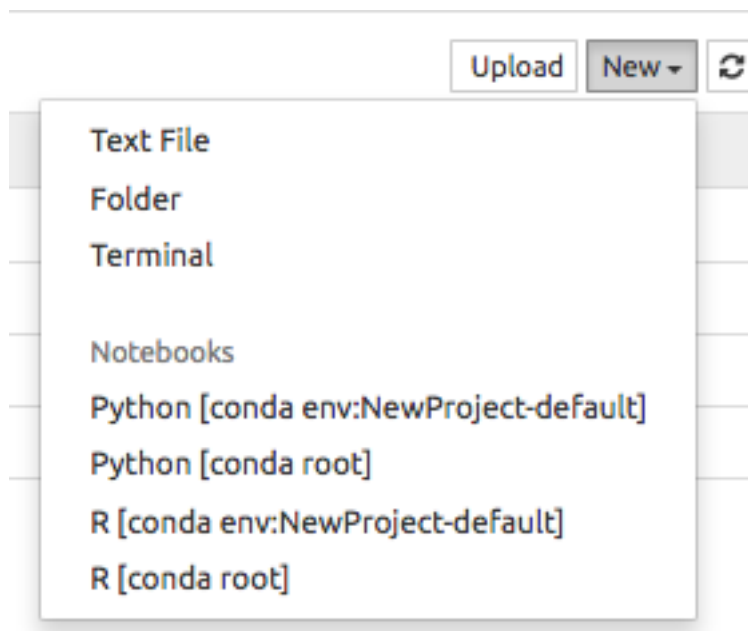 Upload New
Text File
Folder
Terminal
Notebooks
Python [conda env:NewProject-default]
Python [conda root]
R [conda env:NewProject-default]
R [conda root]